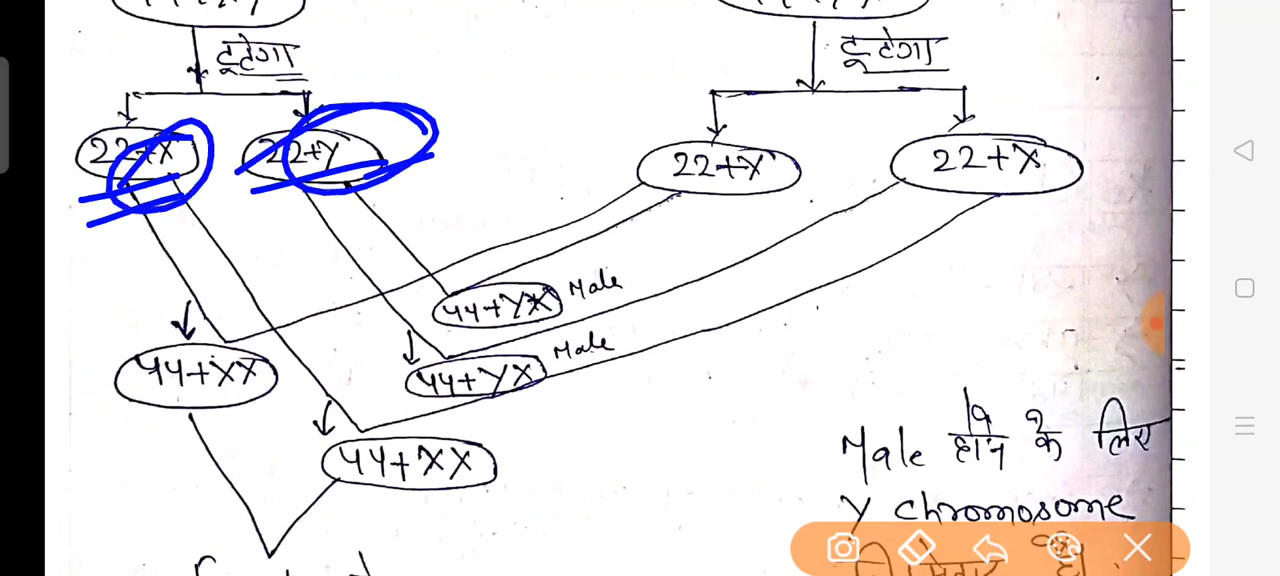 टूटेगा
टूटेगा
22+X
22+y
22+X
22+X
44+YX Male
44+YX Male
44+XX
44+XX
Male होने के लिए
Y chromosome